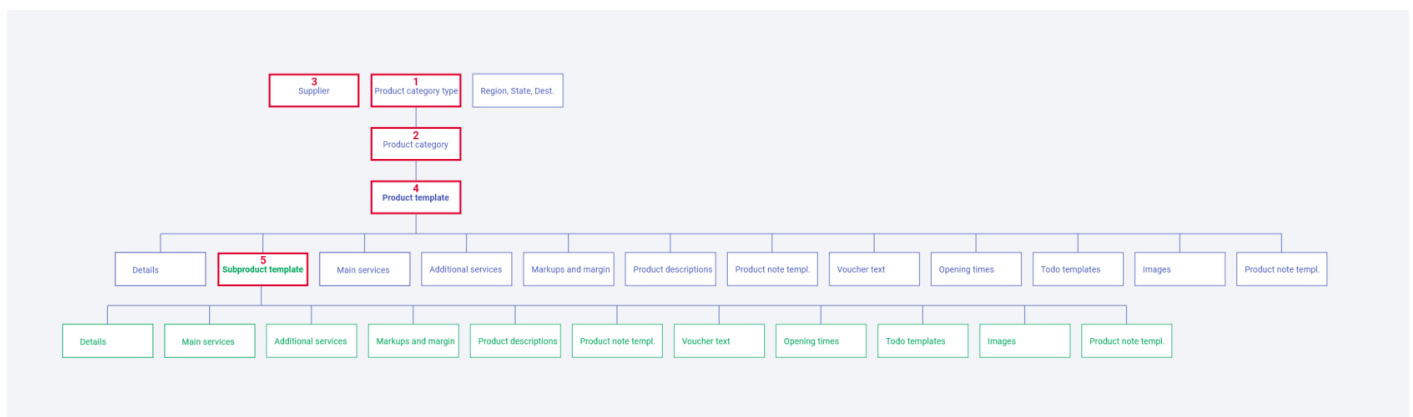 3
Supplier
1
Product category type
Region, State, Dest.
2
Product category
4
Product template
Details
5
Subproduct template
Main services
Additional services
Markups and margin
Product descriptions
Product note templ.
Voucher text
Opening times
Todo templates
Images
Product note templ.
Details
Main services
Additional services
Markups and margin
Product descriptions
Product note templ.
Voucher text
Opening times
Todo templates
Images
Product note templ.